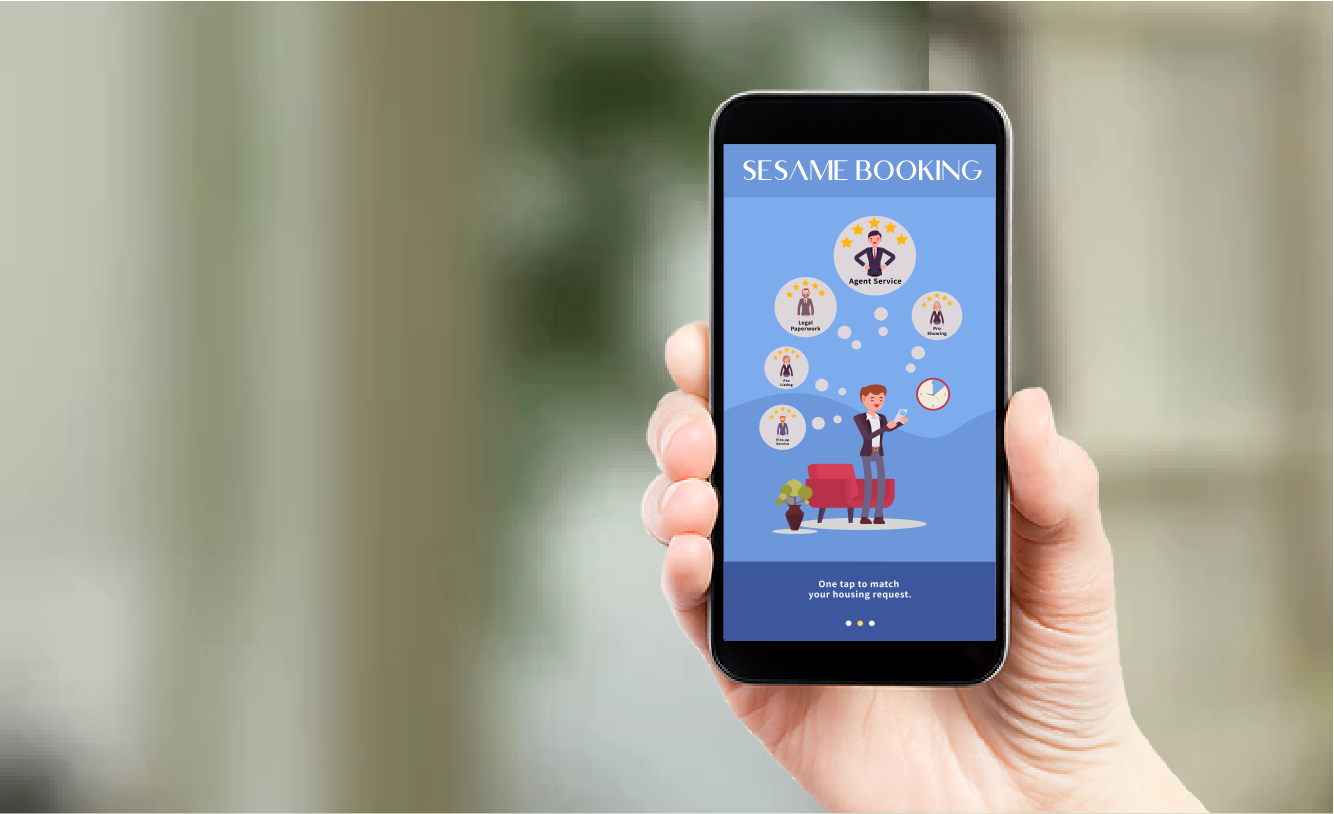 SESAME BOOKING
Agent Service
Legal
Paperwork
Pro
Showing
Pro
Listing
Pick-up
Service
One tap to match
your housing request.